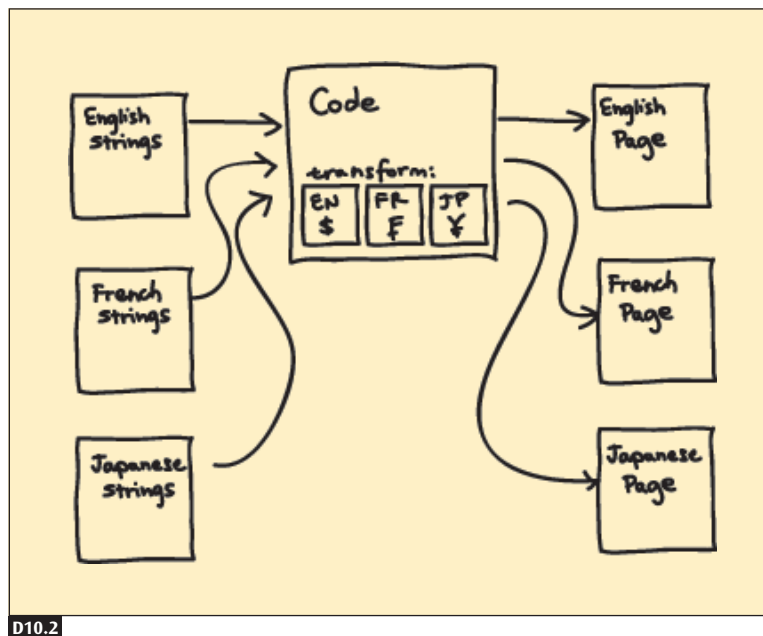 English
strings
Code
English
Page
transform:
EN
$
FR
₣
JP
¥
French
strings
French
Page
Japanese
strings
Japanese
Page
D10.2